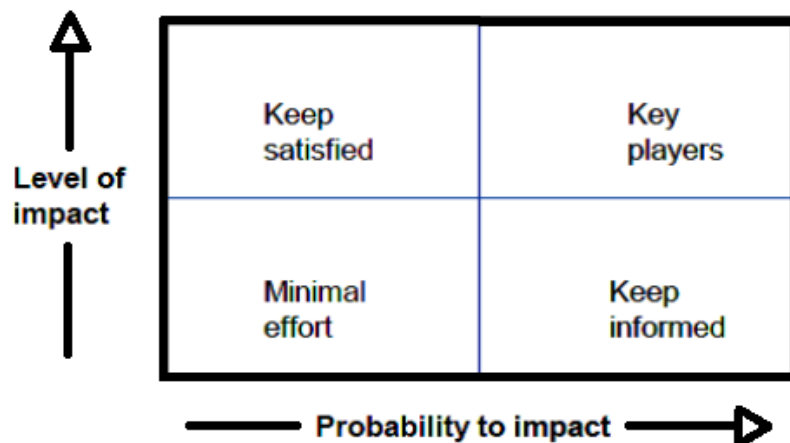 Keep
satisfied
Key
players
Level of
impact
Minimal
effort
Keep
informed
Probability to impact